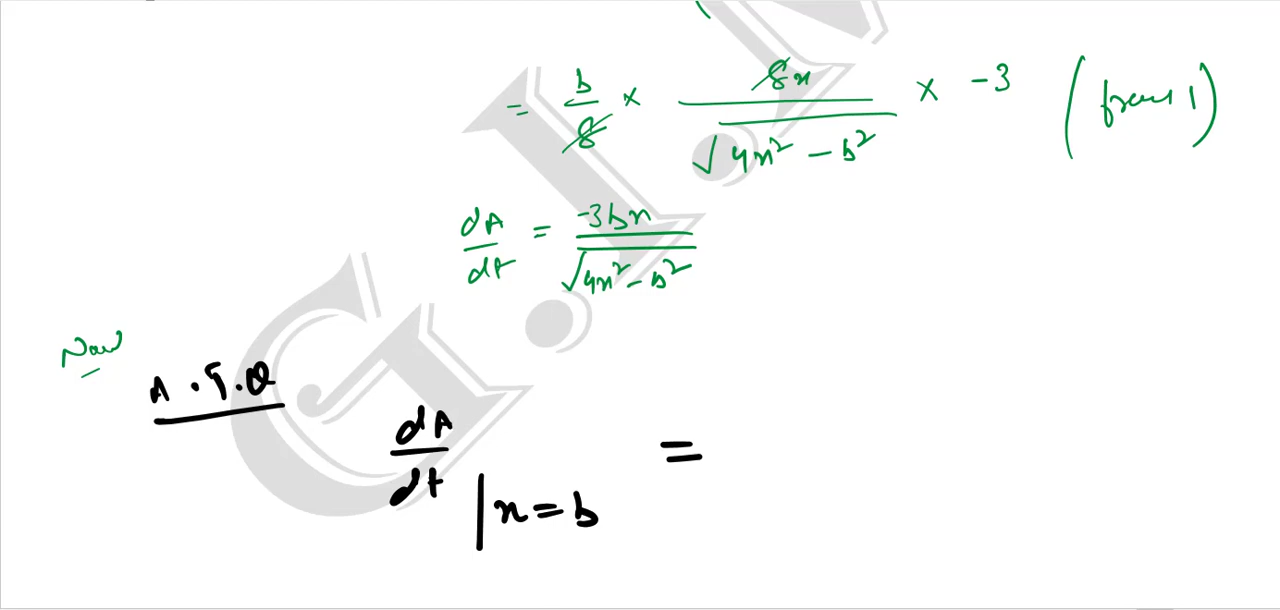 = b/8 × 8x/√(4x² - b²) × -3 (from 1)
dA/dt = -3bx/√(4x² - b²)
Now
A.T.Q
dA/dt |x=b =